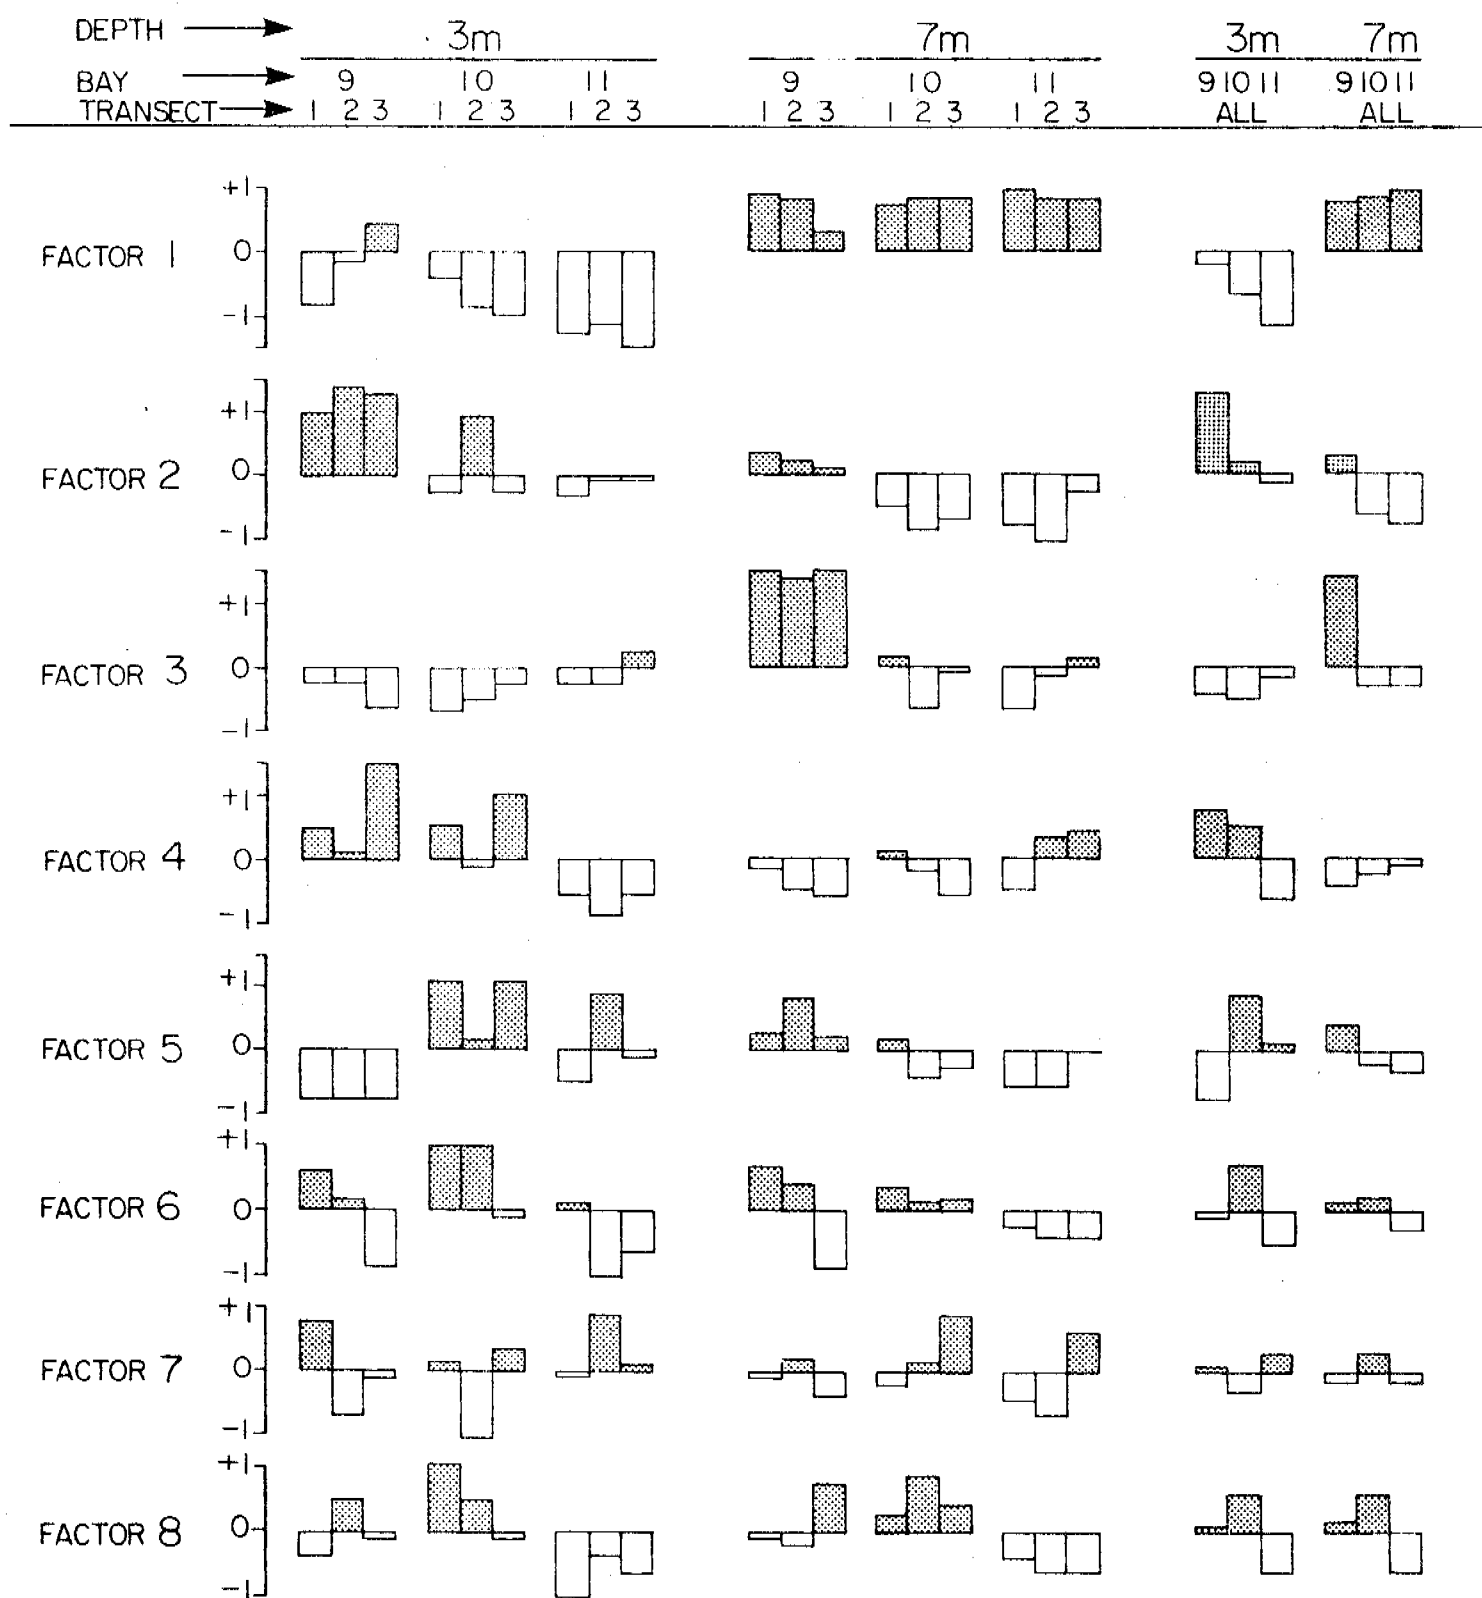 DEPTH 3m 7m 3m 7m
BAY 9 10 11 9 10 11 9 10 11 9 10 11
TRANSECT 1 2 3 1 2 3 1 2 3 1 2 3 1 2 3 1 2 3 ALL ALL
+1
FACTOR 1 0
-1
+1
FACTOR 2 0
-1
+1
FACTOR 3 0
-1
+1
FACTOR 4 0
-1
+1
FACTOR 5 0
-1
+1
FACTOR 6 0
-1
+1
FACTOR 7 0
-1
+1
FACTOR 8 0
-1